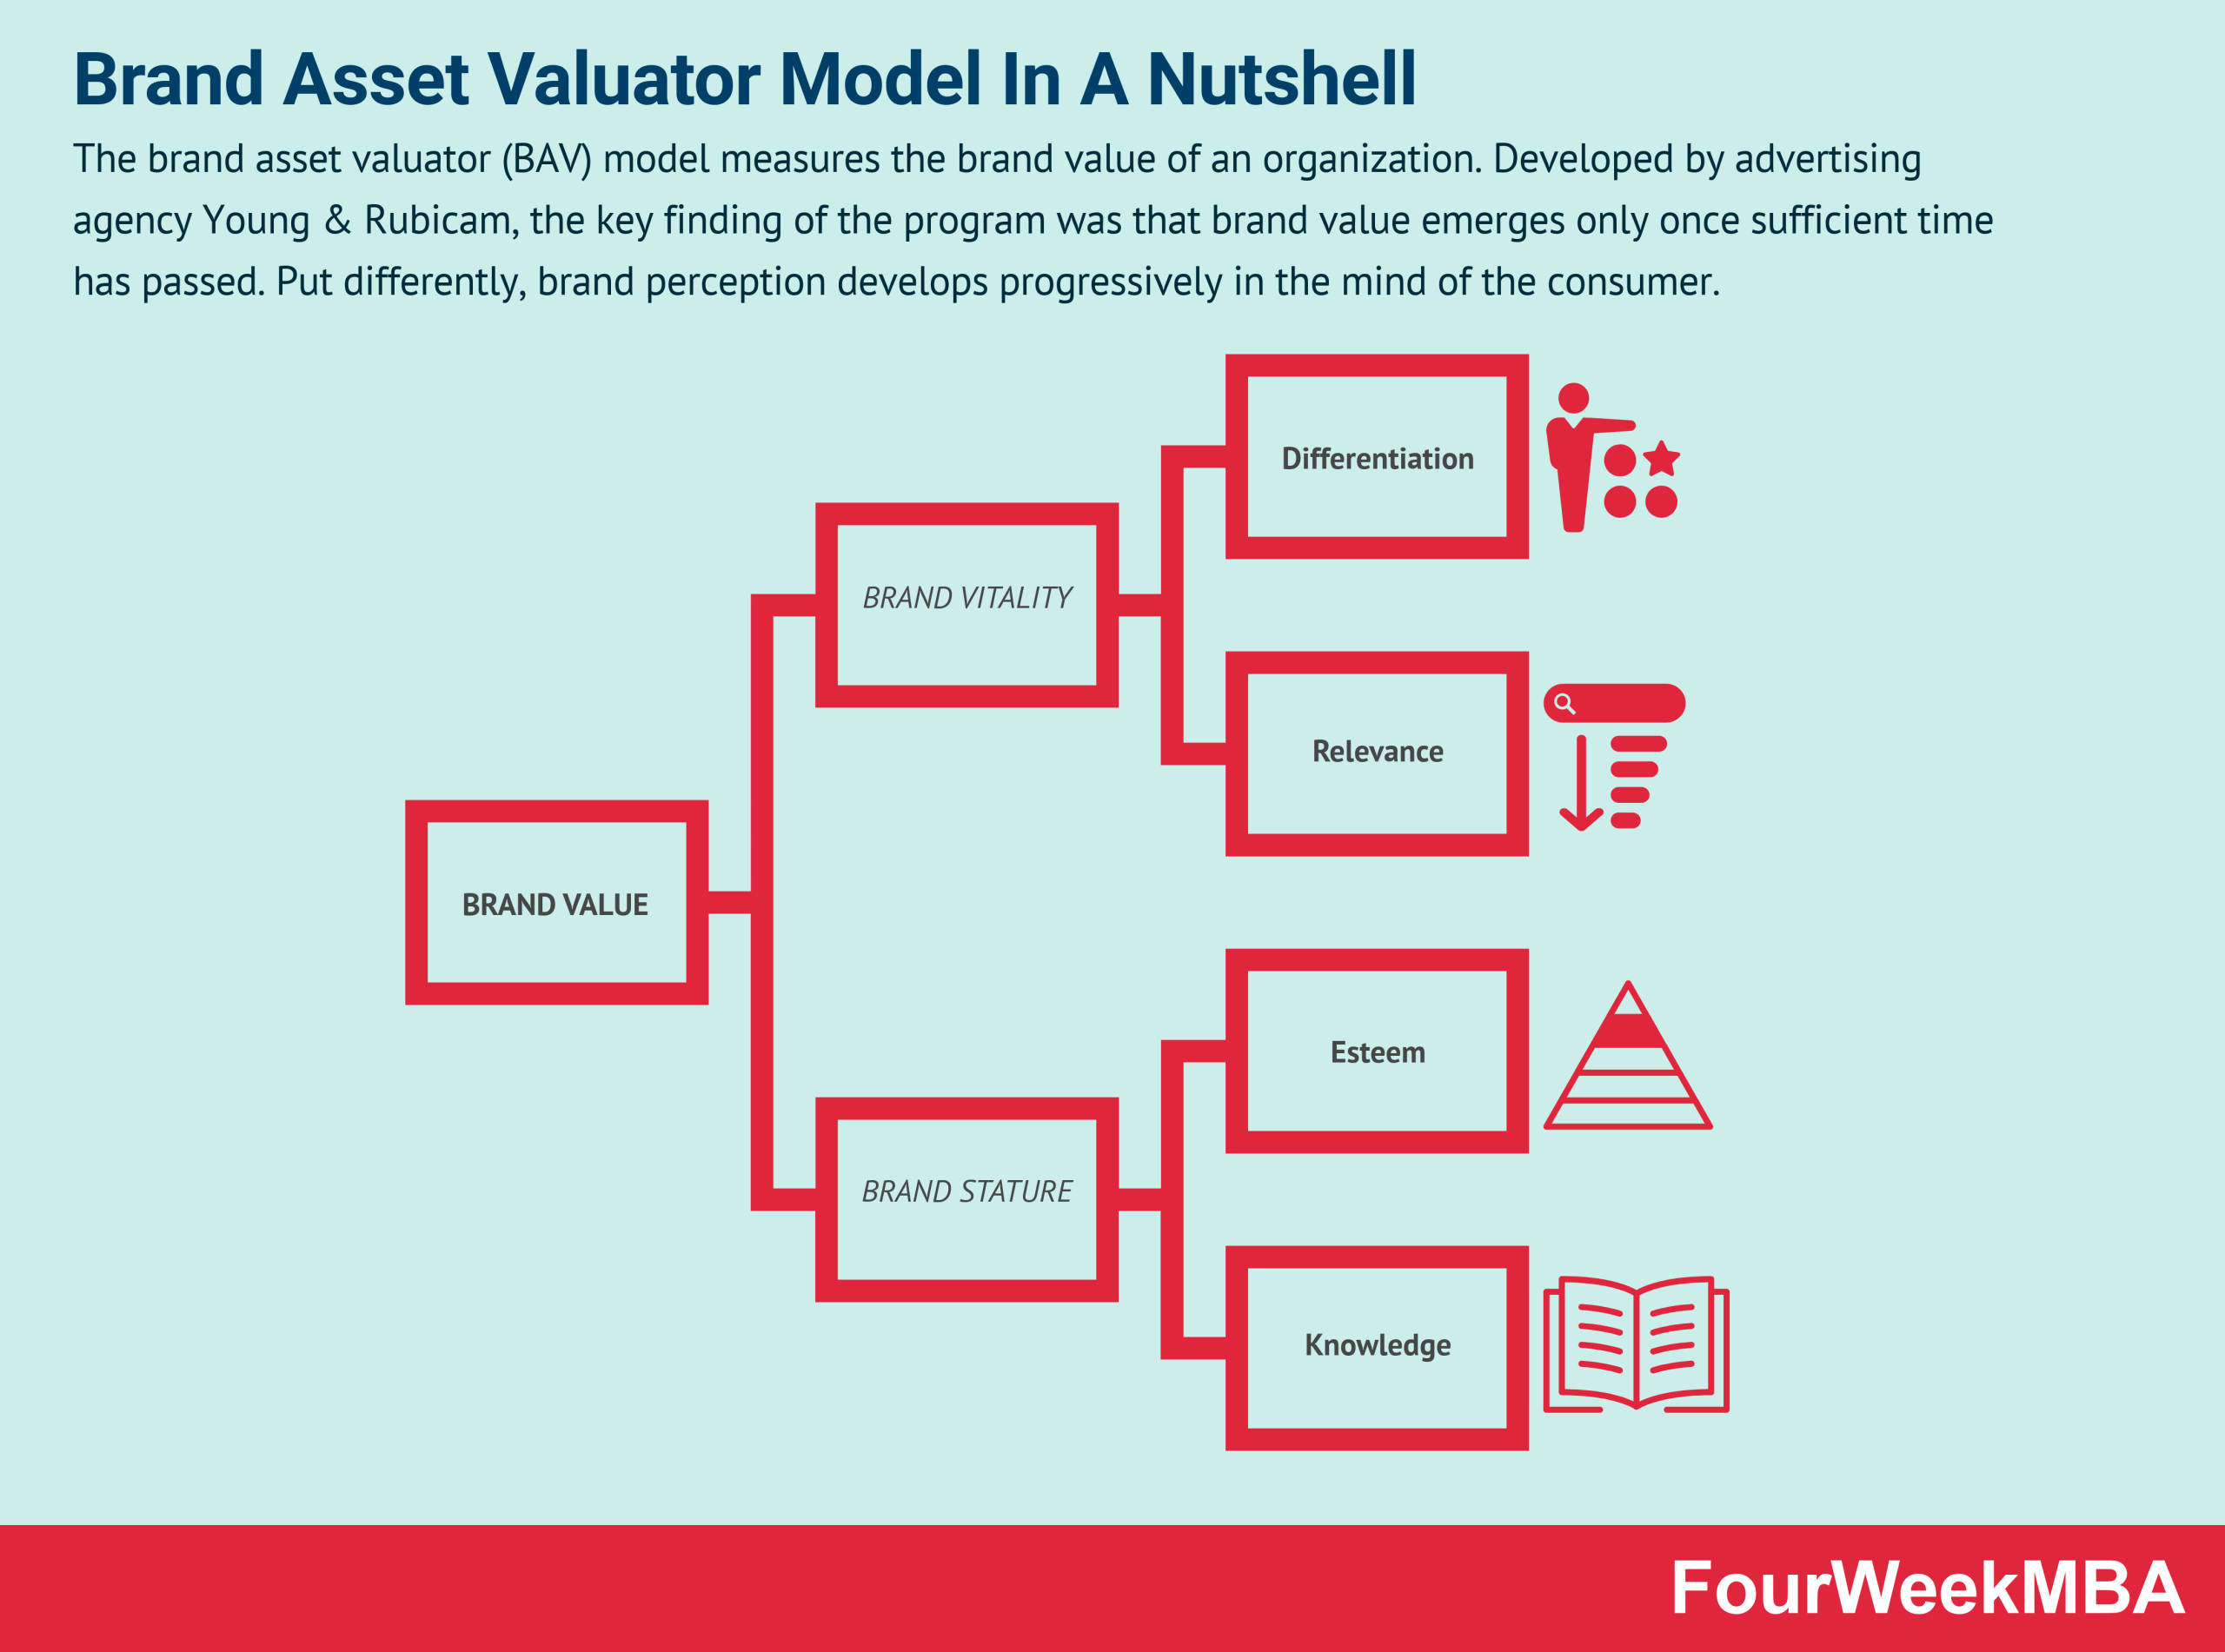 Brand Asset Valuator Model In A Nutshell
The brand asset valuator (BAV) model measures the brand value of an organization. Developed by advertising
agency Young & Rubicam, the key finding of the program was that brand value emerges only once sufficient time
has passed. Put differently, brand perception develops progressively in the mind of the consumer.
Differentiation
BRAND VITALITY
Relevance
BRAND VALUE
Esteem
BRAND STATURE
Knowledge
FourWeekMBA